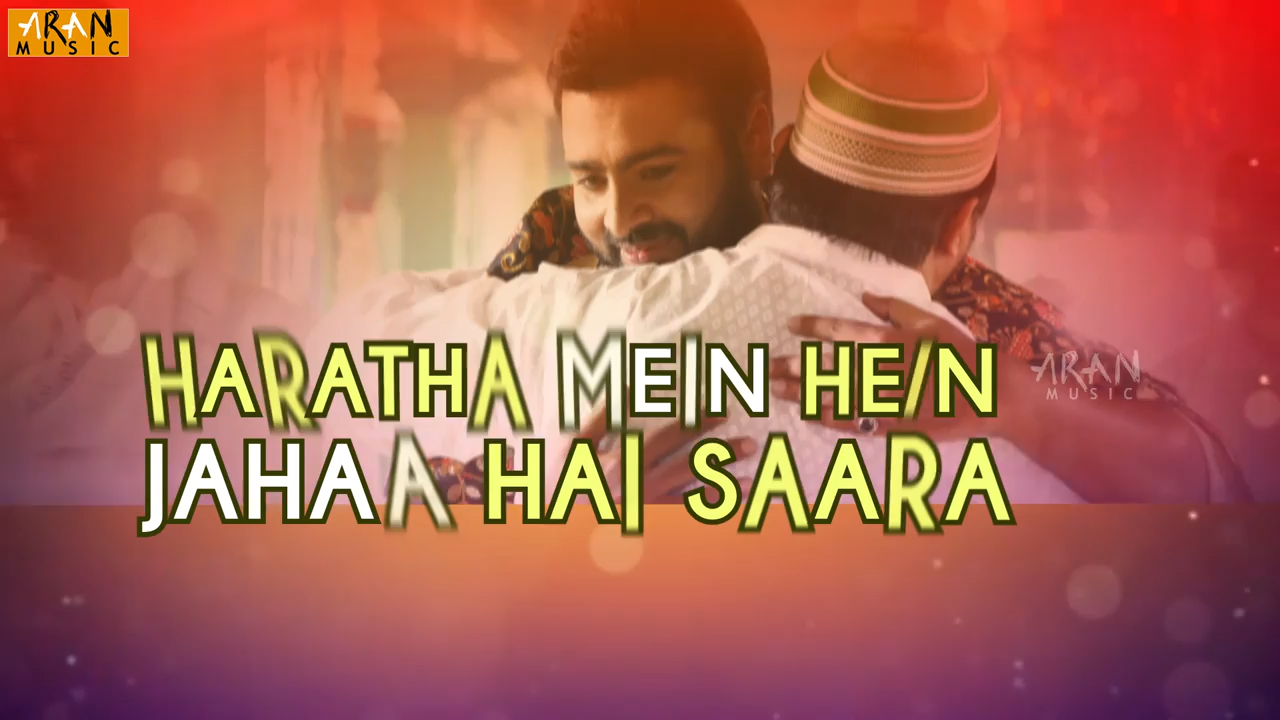 ARAN
MUSIC
HARATHA MEIN HEIN
ARAN
MUSIC
JAHAA HAI SAARA